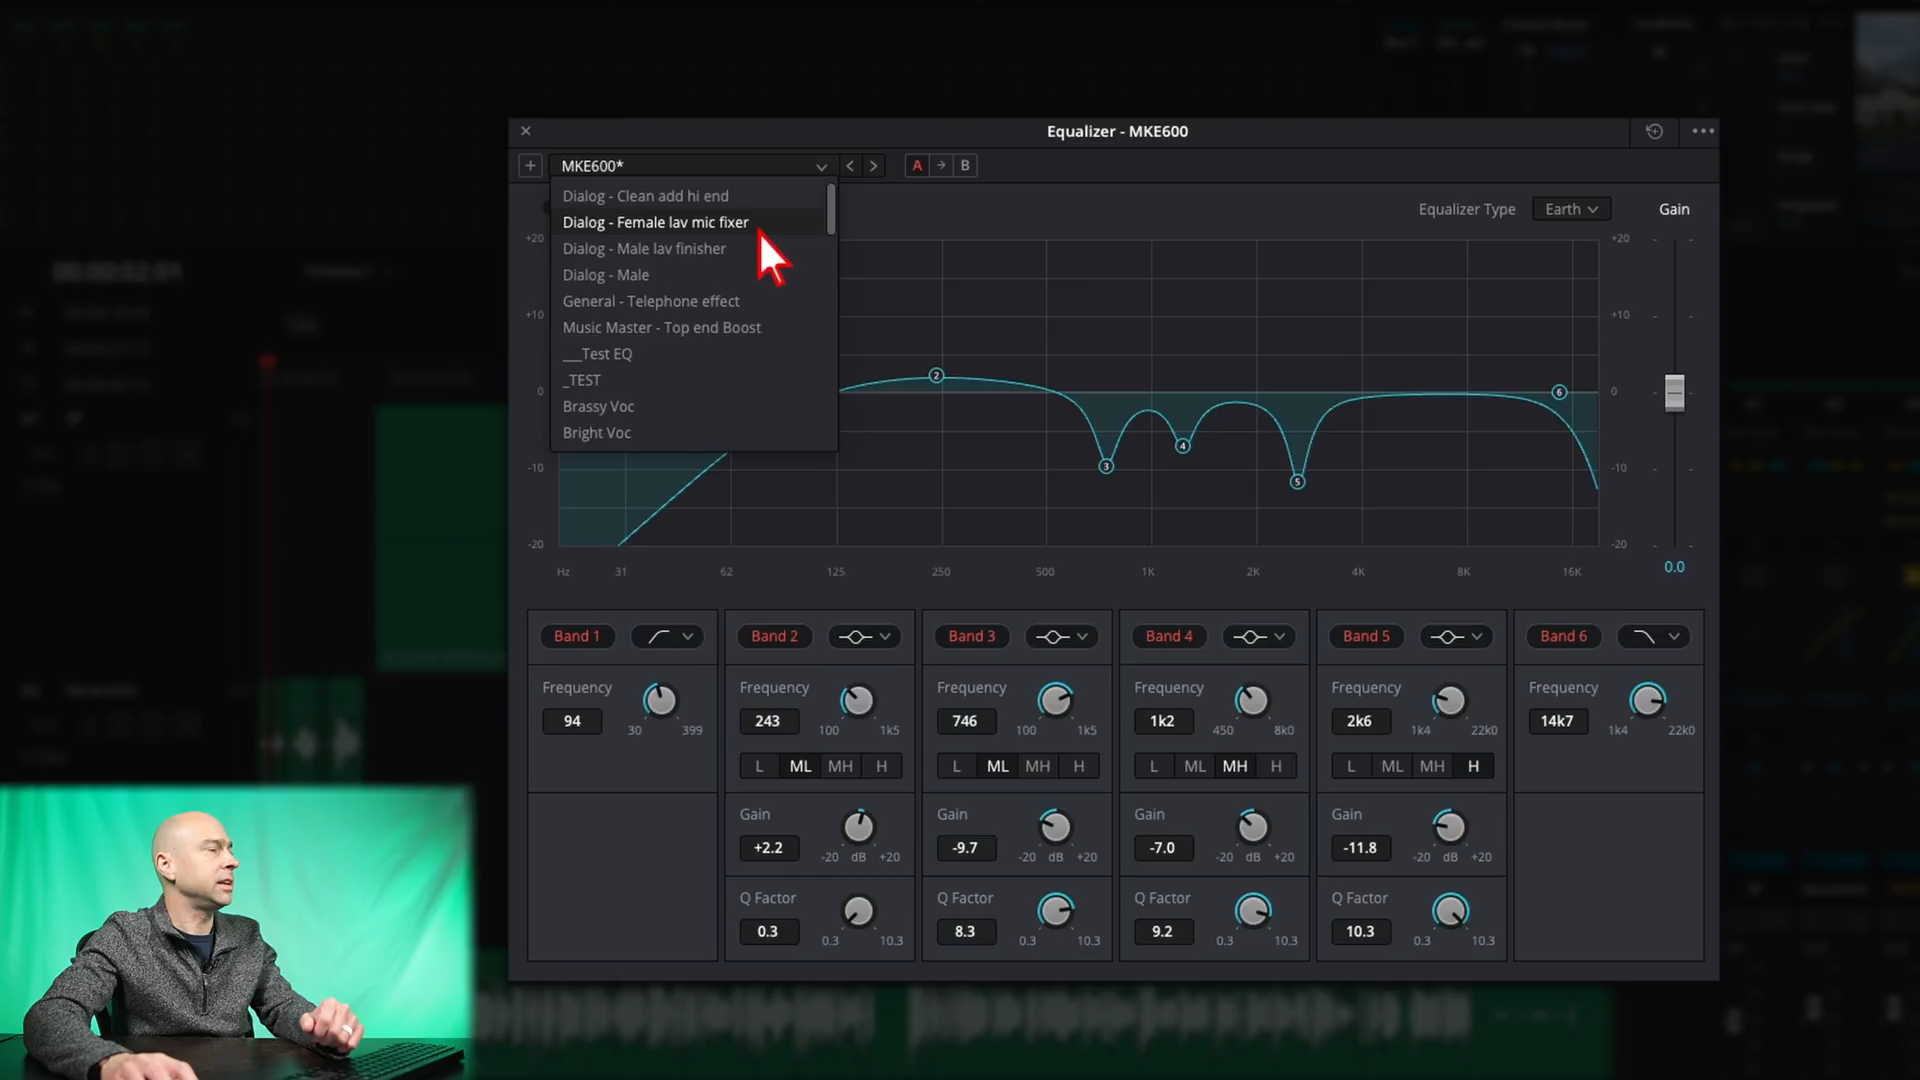 Equalizer - MKE600
MKE600*
A
B
Dialog - Clean add hi end
Dialog - Female lav mic fixer
Dialog - Male lav finisher
Dialog - Male
General - Telephone effect
Music Master - Top end Boost
___Test EQ
_TEST
Brassy Voc
Bright Voc
Equalizer Type
Earth
Gain
+20
+10
0
-10
-20
2
3
4
5
6
+20
+10
0
-10
-20
0.0
Hz 31 62 125 250 500 1K 2K 4K 8K 16K
Band 1
Frequency
94
30 399
Band 2
Frequency
243
100 1k5
L ML MH H
Gain
+2.2
-20 dB +20
Q Factor
0.3
0.3 10.3
Band 3
Frequency
746
100 1k5
L ML MH H
Gain
-9.7
-20 dB +20
Q Factor
8.3
0.3 10.3
Band 4
Frequency
1k2
450 8k0
L ML MH H
Gain
-7.0
-20 dB +20
Q Factor
9.2
0.3 10.3
Band 5
Frequency
2k6
1k4 22k0
L ML MH H
Gain
-11.8
-20 dB +20
Q Factor
10.3
0.3 10.3
Band 6
Frequency
14k7
1k4 22k0